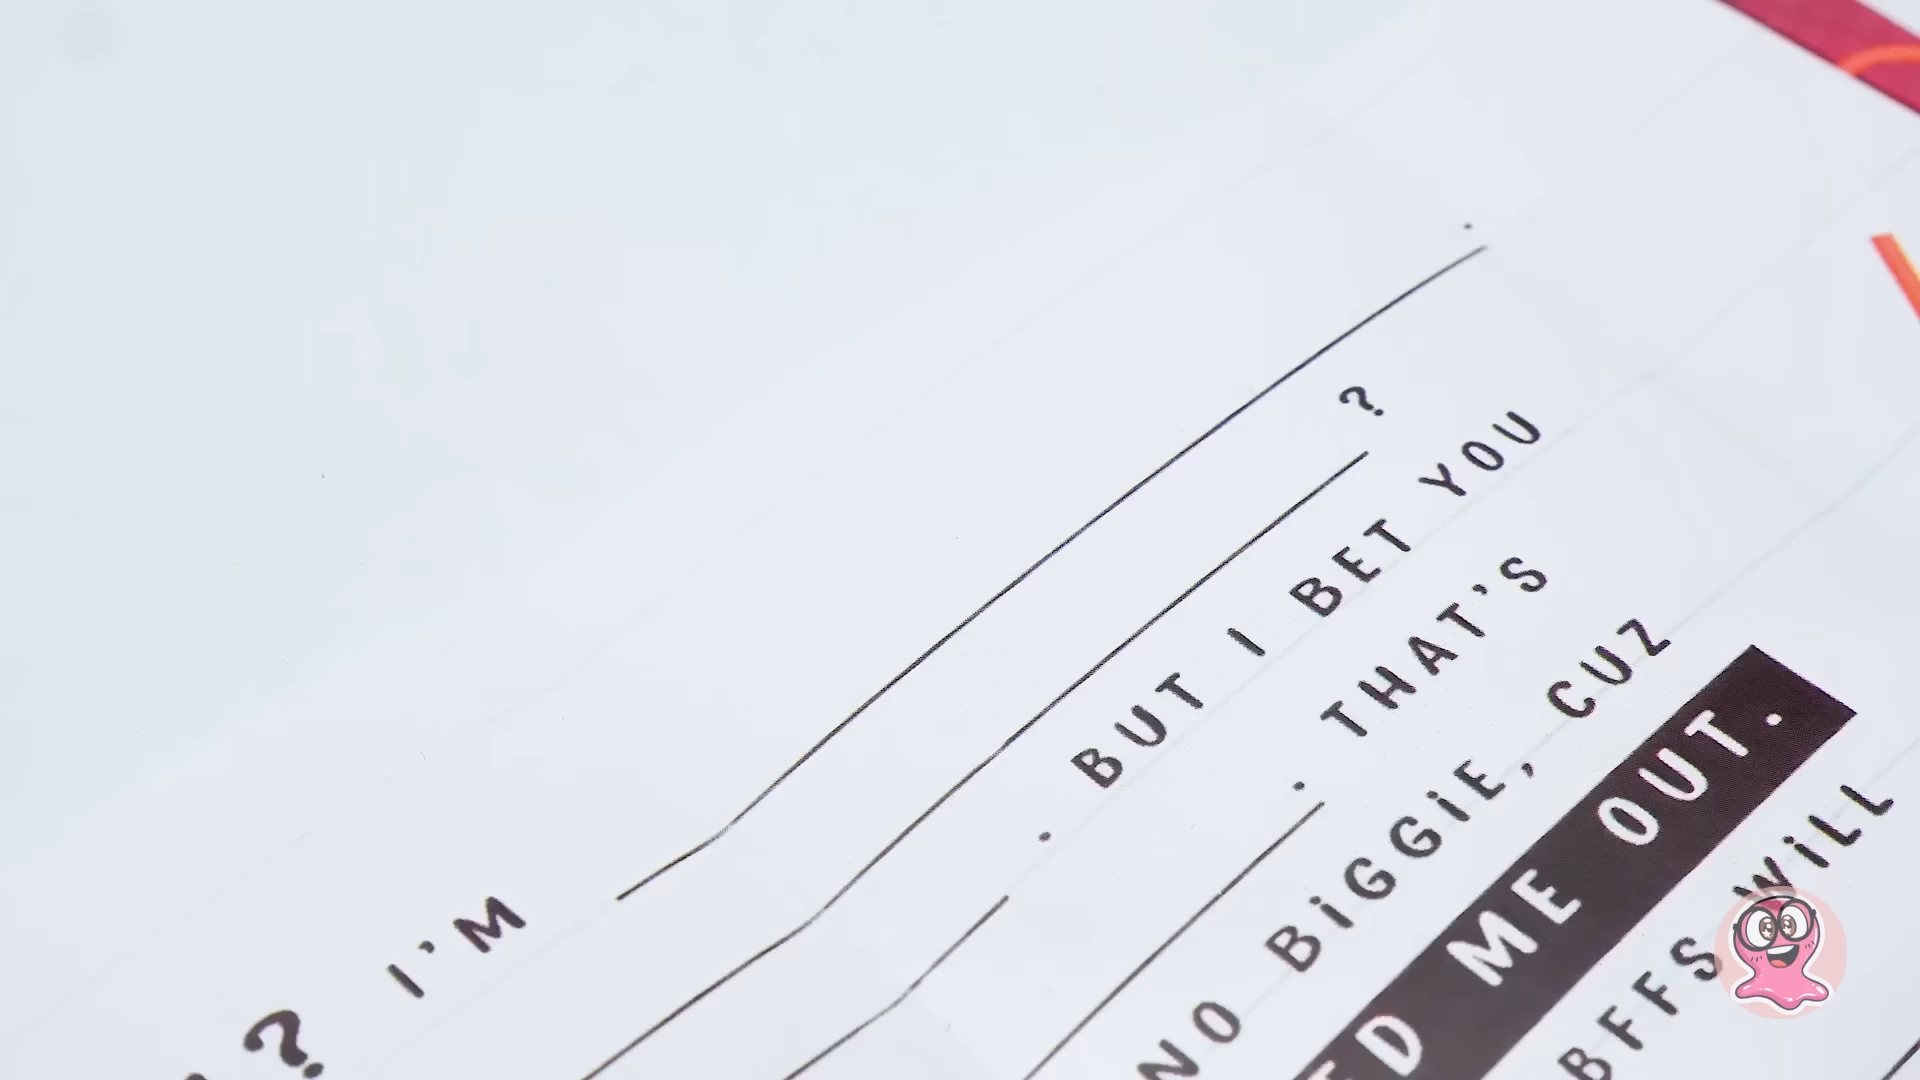 ? I'M .
?
. BUT I BET YOU
. THAT'S
NO BiGGiE, CUZ
ME OUT.
BFFS WiLL